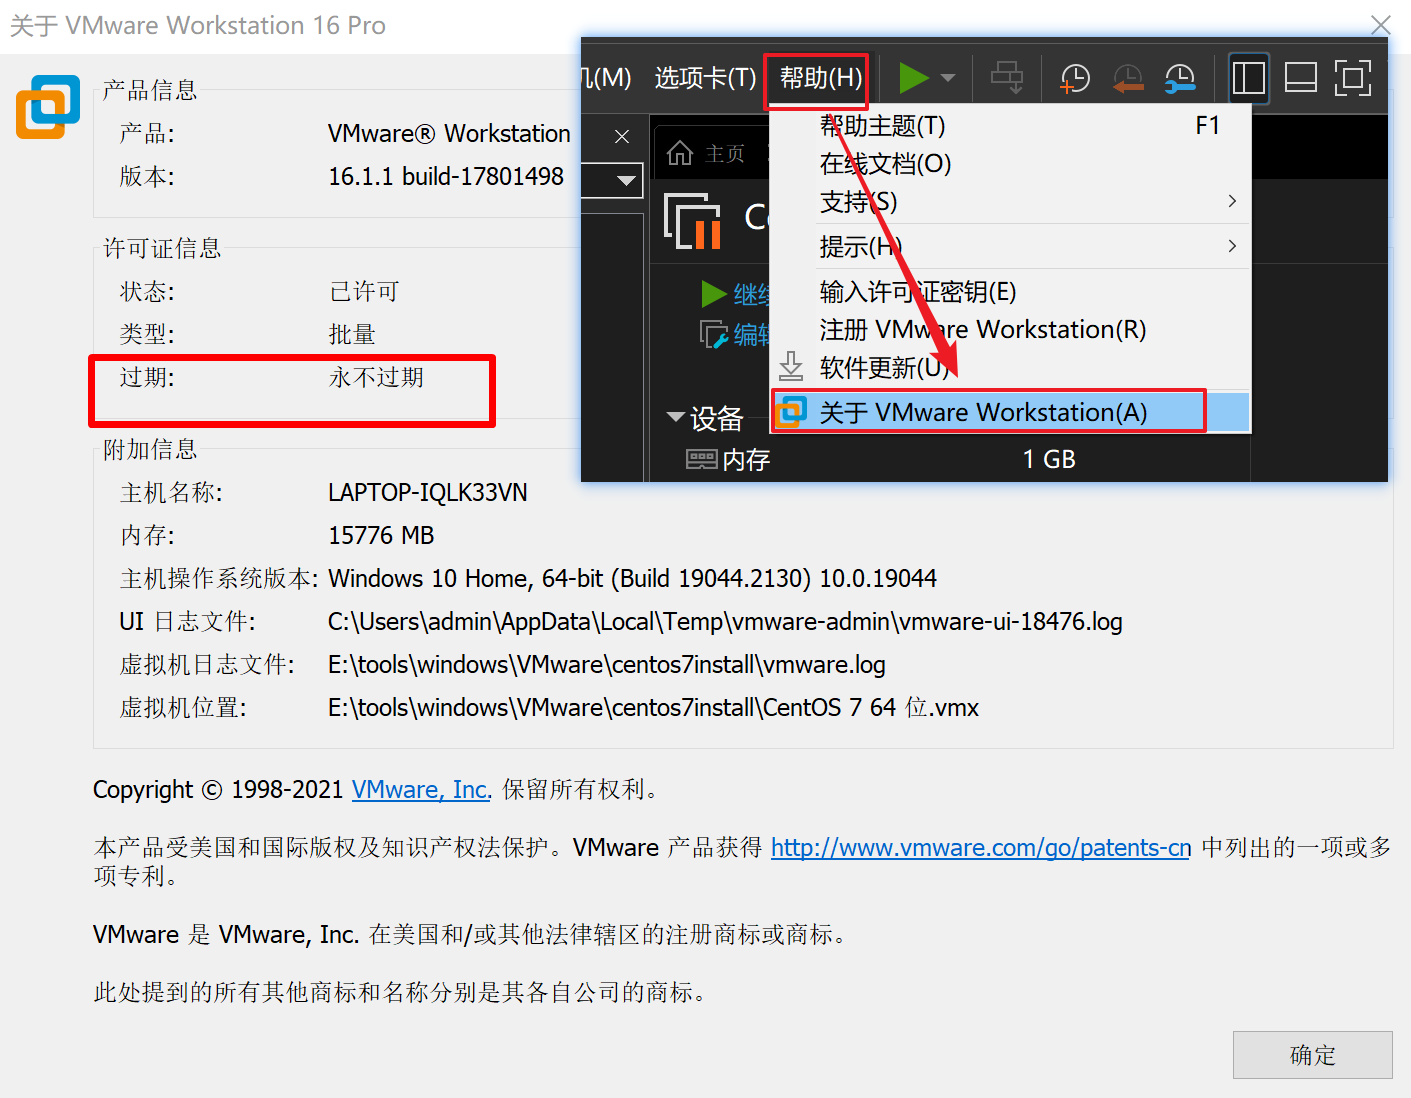 关于 VMware Workstation 16 Pro
产品信息
产品: VMware® Workstation
版本: 16.1.1 build-17801498
许可证信息
状态: 已许可
类型: 批量
过期: 永不过期
(M) 选项卡(T) 帮助(H)
主页
帮助主题(T) F1
在线文档(O)
支持(S)
提示(H)
输入许可证密钥(E)
注册 VMware Workstation(R)
软件更新(U)
关于 VMware Workstation(A)
继续
编辑
设备
内存 1 GB
附加信息
主机名称: LAPTOP-IQLK33VN
内存: 15776 MB
主机操作系统版本: Windows 10 Home, 64-bit (Build 19044.2130) 10.0.19044
UI 日志文件: C:\Users\admin\AppData\Local\Temp\vmware-admin\vmware-ui-18476.log
虚拟机日志文件: E:\tools\windows\VMware\centos7install\vmware.log
虚拟机位置: E:\tools\windows\VMware\centos7install\CentOS 7 64 位.vmx
Copyright © 1998-2021 VMware, Inc. 保留所有权利。
本产品受美国和国际版权及知识产权法保护。VMware 产品获得 http://www.vmware.com/go/patents-cn 中列出的一项或多
项专利。
VMware 是 VMware, Inc. 在美国和/或其他法律辖区的注册商标或商标。
此处提到的所有其他商标和名称分别是其各自公司的商标。
确定